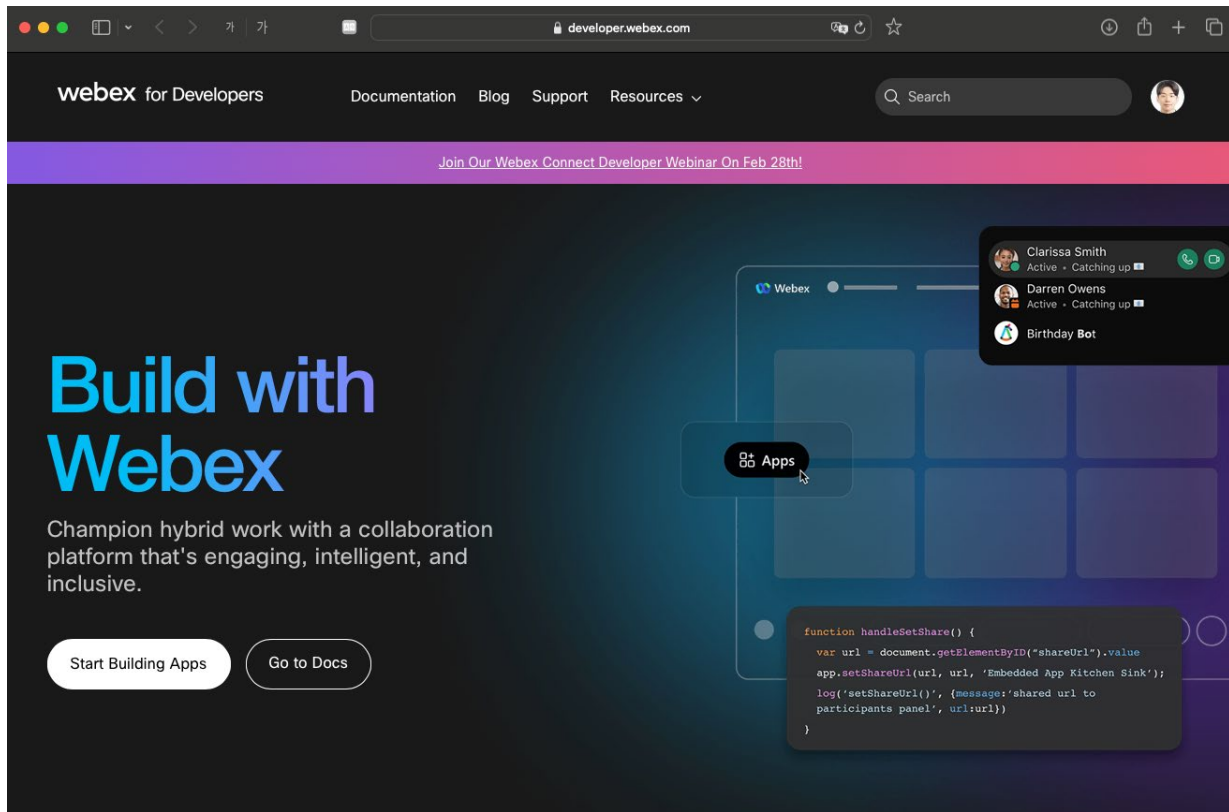 가 가
developer.webex.com
webex for Developers
Documentation Blog Support Resources
Search
Join Our Webex Connect Developer Webinar On Feb 28th!
Clarissa Smith
Active • Catching up
Darren Owens
Active • Catching up
Birthday Bot
Webex
Build with
Webex
Apps
Champion hybrid work with a collaboration
platform that's engaging, intelligent, and
inclusive.
Start Building Apps Go to Docs
function handleSetShare() {
var url = document.getElementByID("shareUrl").value
app.setShareUrl(url, url, ‘Embedded App Kitchen Sink’);
log(‘setShareUrl()’, {message:‘shared url to
participants panel’, url:url})
}